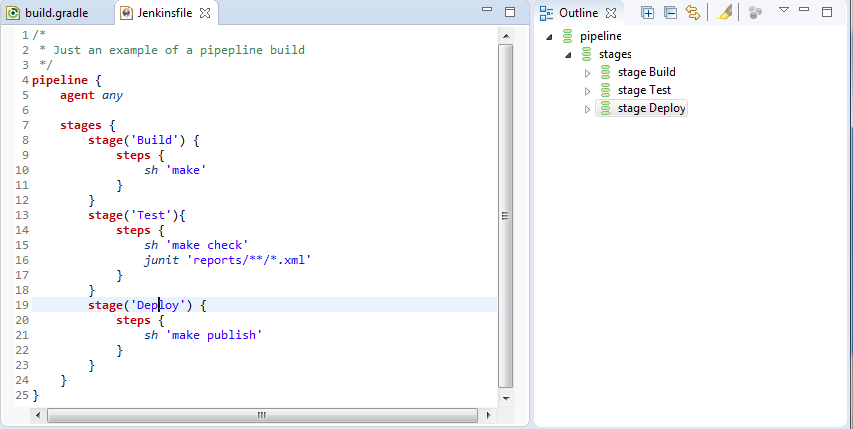 build.gradle
Jenkinsfile
1 /*
2  * Just an example of a pipepline build
3  */
4 pipeline {
5     agent any
6
7     stages {
8         stage('Build') {
9             steps {
10                 sh 'make'
11             }
12         }
13         stage('Test'){
14             steps {
15                 sh 'make check'
16                 junit 'reports/**/*.xml'
17             }
18         }
19         stage('Deploy') {
20             steps {
21                 sh 'make publish'
22             }
23         }
24     }
25 }
Outline
pipeline
stages
stage Build
stage Test
stage Deploy